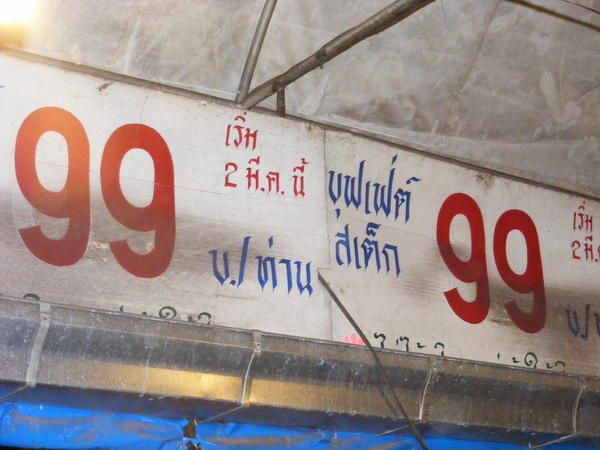 99
เริ่ม
2 มี.ค. นี้
บ./ท่าน
บุฟเฟ่ต์
สเต็ก
99
เริ่ม
2 มี.ค.